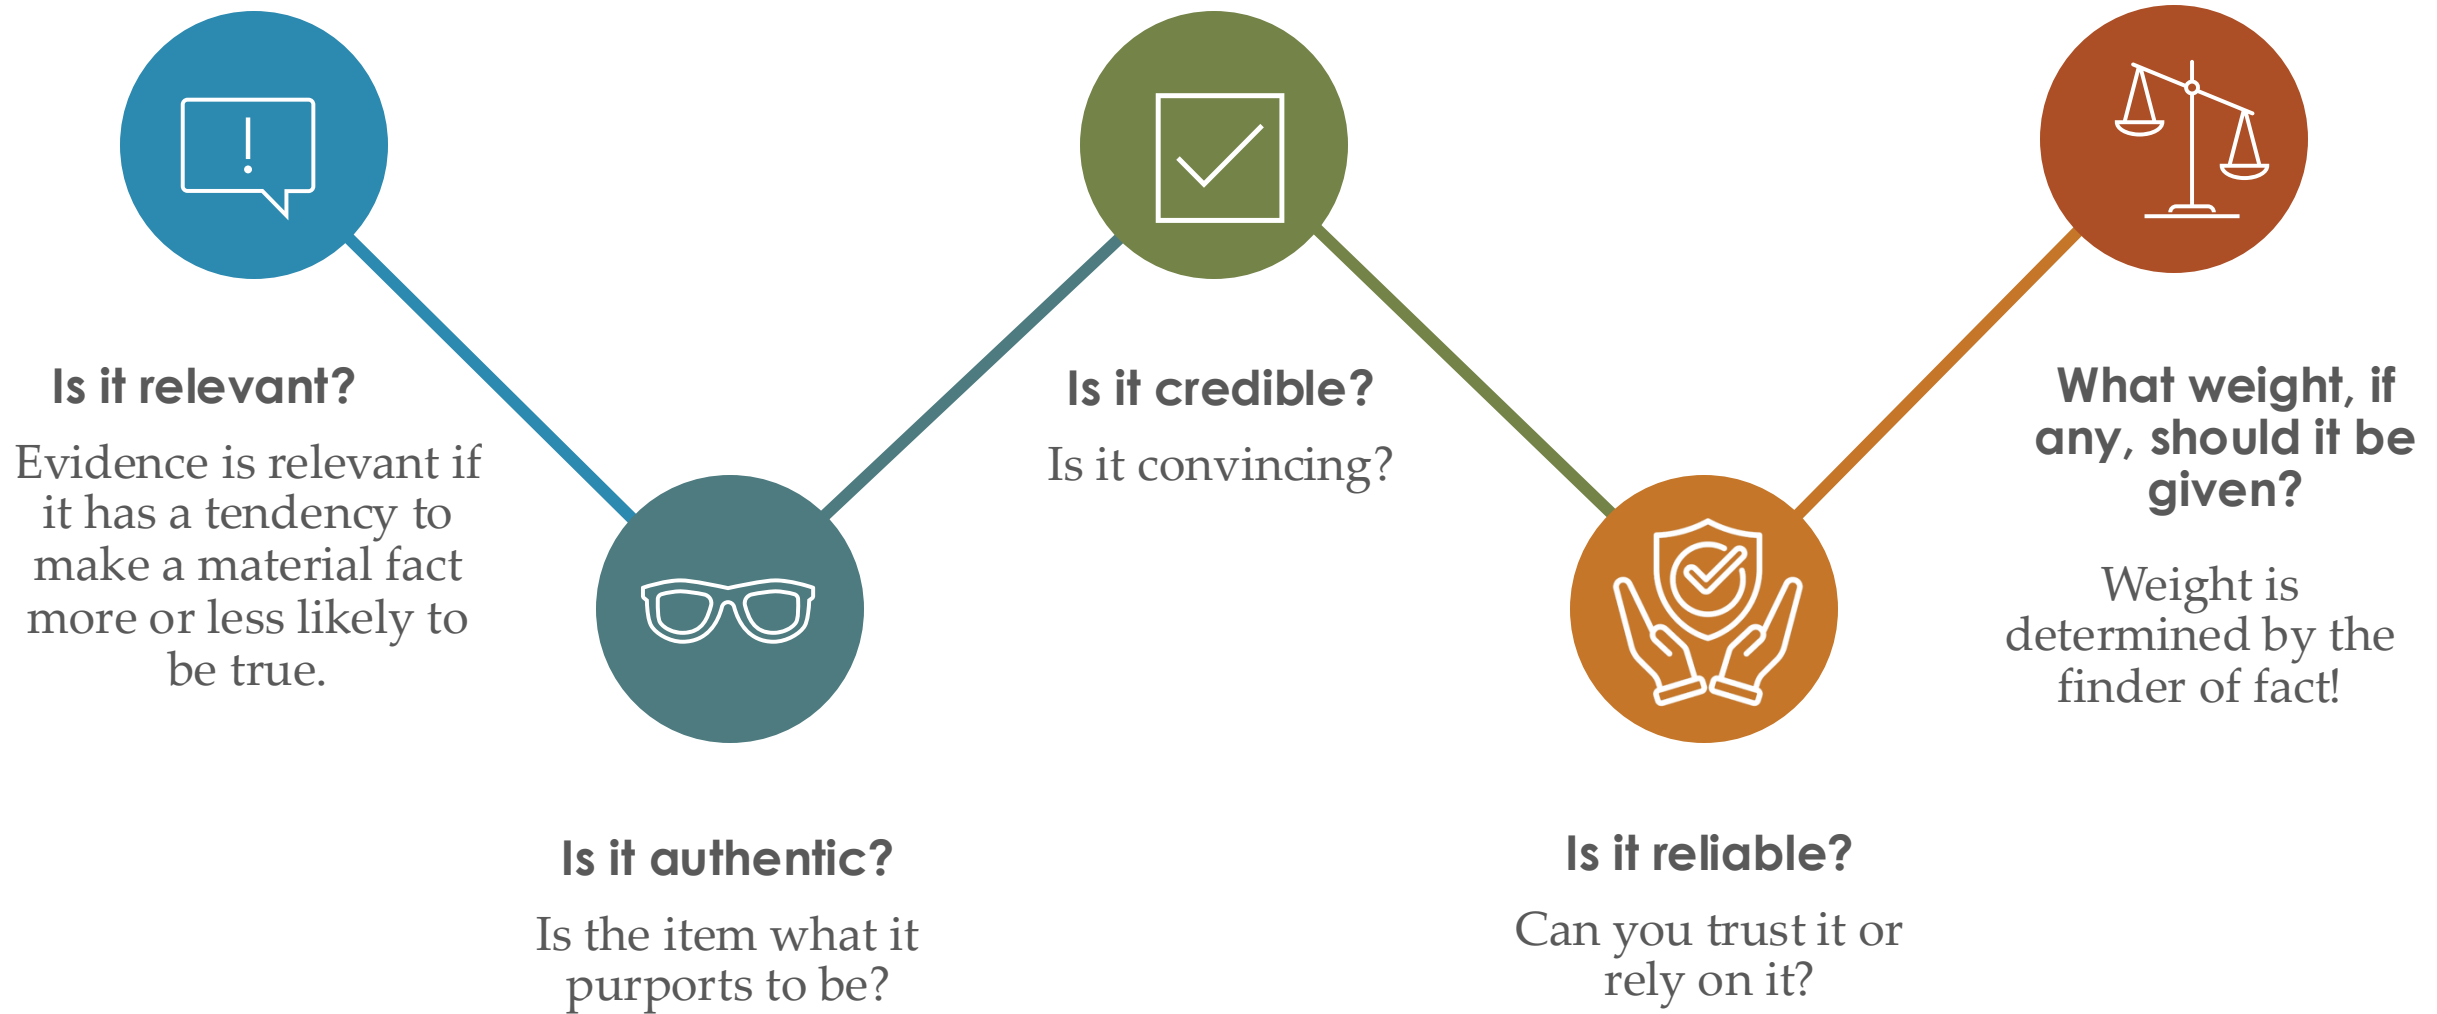 Is it relevant?
Evidence is relevant if
it has a tendency to
make a material fact
more or less likely to
be true.
Is it authentic?
Is the item what it
purports to be?
Is it credible?
Is it convincing?
Is it reliable?
Can you trust it or
rely on it?
What weight, if
any, should it be
given?
Weight is
determined by the
finder of fact!